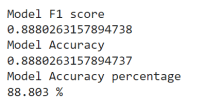 Model F1 score
0.8880263157894738
Model Accuracy
0.8880263157894737
Model Accuracy percentage
88.803 %